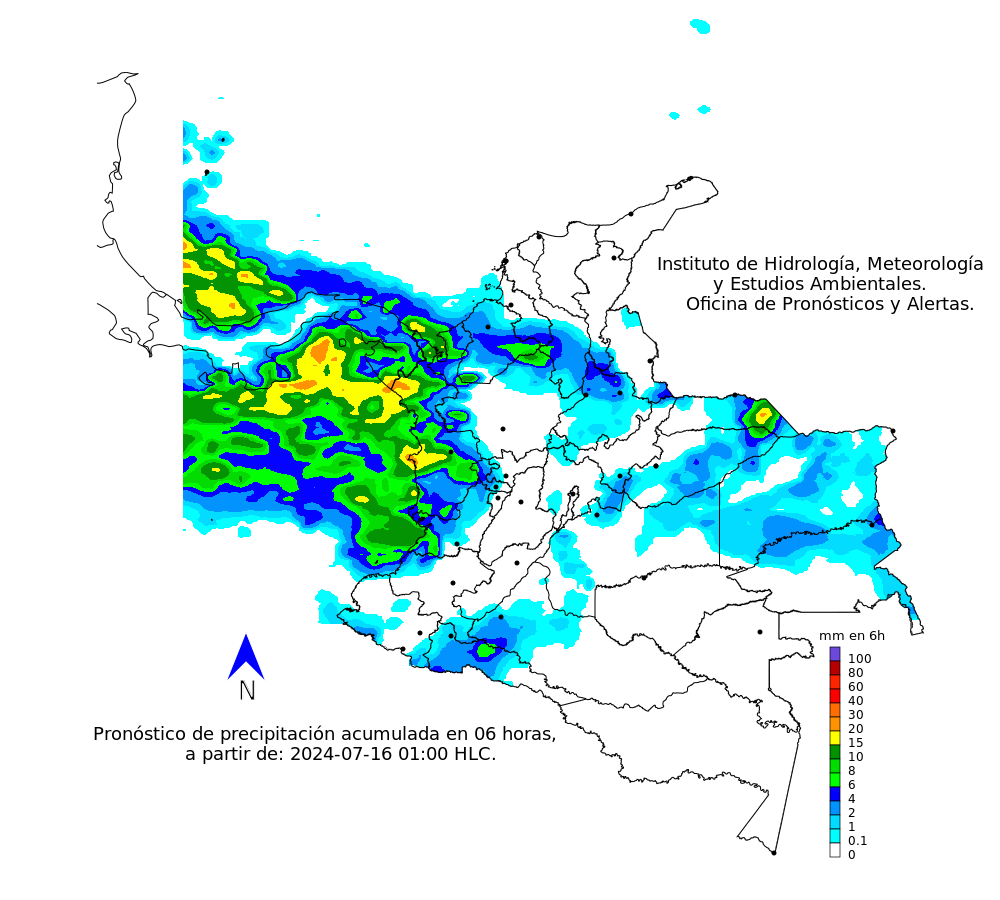 Instituto de Hidrología, Meteorología
y Estudios Ambientales.
Oficina de Pronósticos y Alertas.
mm en 6h
100
80
60
40
30
20
15
10
8
6
4
2
1
0.1
0
N
Pronóstico de precipitación acumulada en 06 horas,
a partir de: 2024-07-16 01:00 HLC.